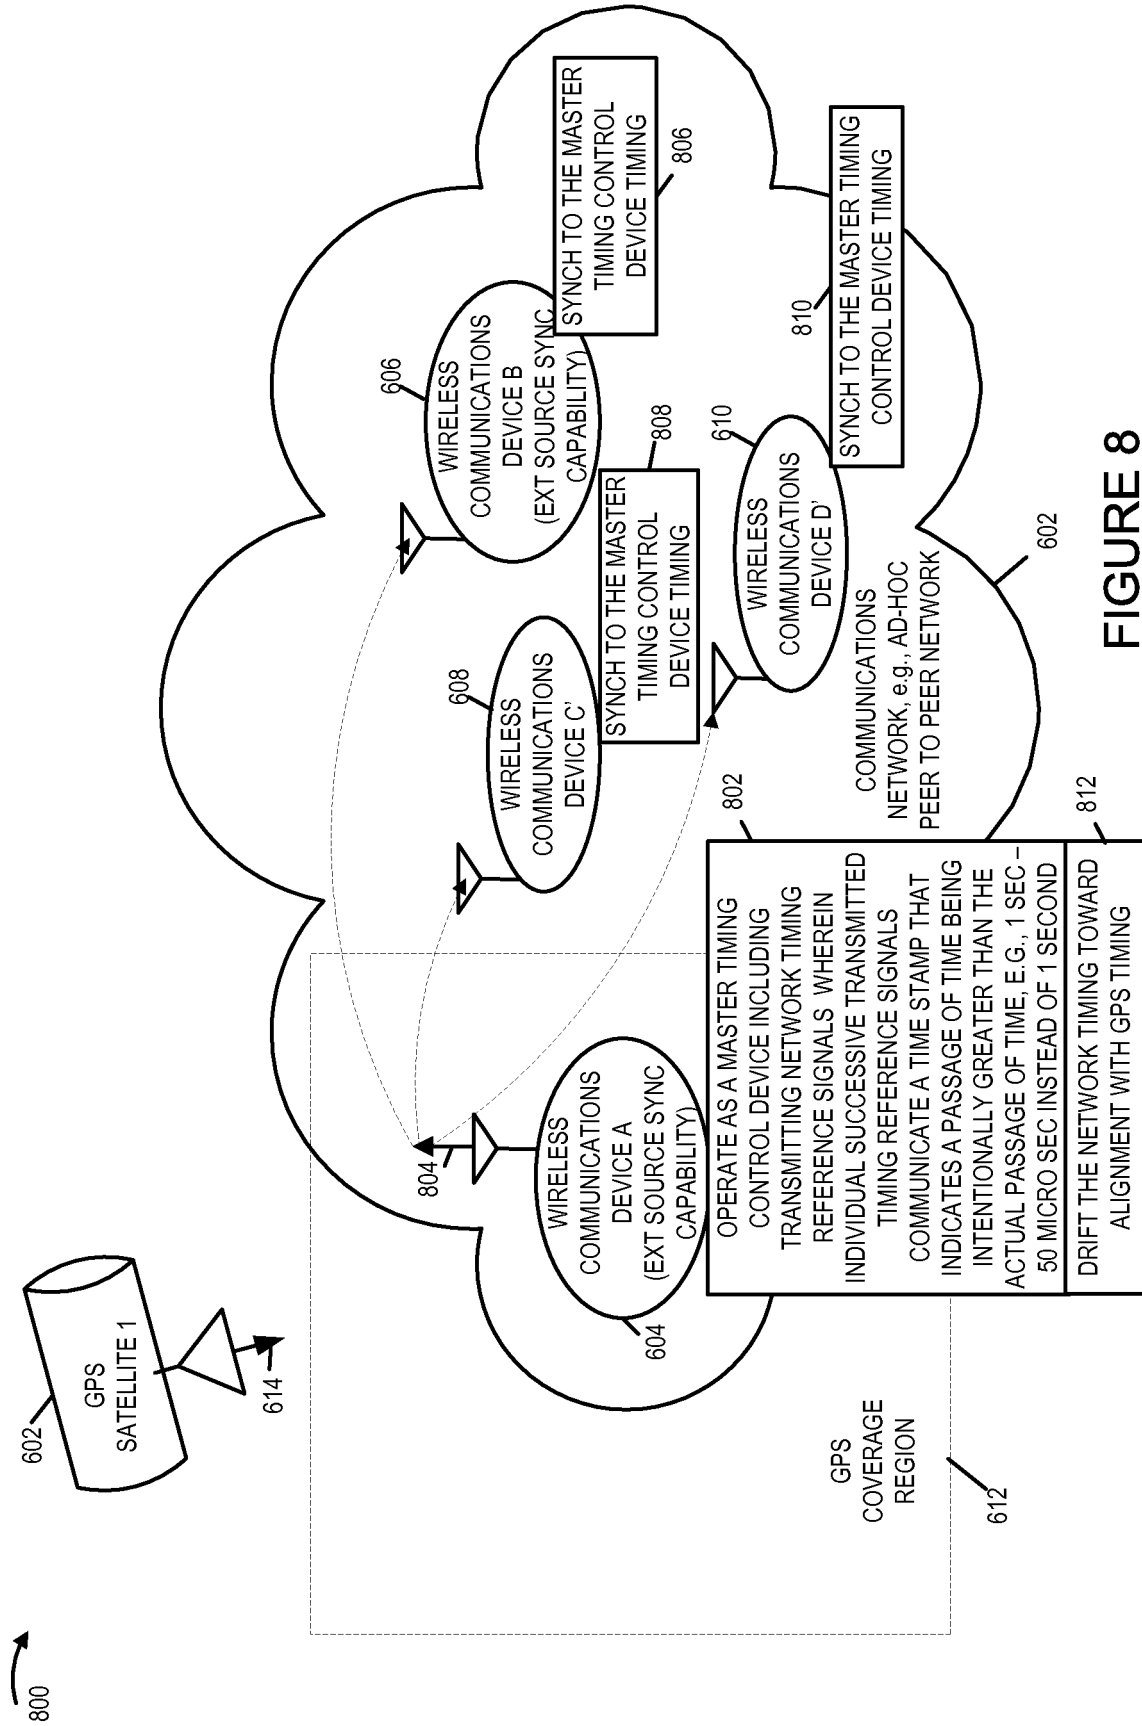 800
602
GPS
SATELLITE 1
614
GPS
COVERAGE
REGION
612
804
604
WIRELESS
COMMUNICATIONS
DEVICE A
(EXT SOURCE SYNC
CAPABILITY)
802
OPERATE AS A MASTER TIMING
CONTROL DEVICE INCLUDING
TRANSMITTING NETWORK TIMING
REFERENCE SIGNALS WHEREIN
INDIVIDUAL SUCCESSIVE TRANSMITTED
TIMING REFERENCE SIGNALS
COMMUNICATE A TIME STAMP THAT
INDICATES A PASSAGE OF TIME BEING
INTENTIONALLY GREATER THAN THE
ACTUAL PASSAGE OF TIME, E.G., 1 SEC–
50 MICRO SEC INSTEAD OF 1 SECOND
812
DRIFT THE NETWORK TIMING TOWARD
ALIGNMENT WITH GPS TIMING
608
WIRELESS
COMMUNICATIONS
DEVICE C'
808
SYNCH TO THE MASTER
TIMING CONTROL
DEVICE TIMING
606
WIRELESS
COMMUNICATIONS
DEVICE B
(EXT SOURCE SYNC
CAPABILITY)
SYNCH TO THE MASTER
TIMING CONTROL
DEVICE TIMING
806
610
WIRELESS
COMMUNICATIONS
DEVICE D'
810
SYNCH TO THE MASTER TIMING
CONTROL DEVICE TIMING
COMMUNICATIONS
NETWORK, e.g., AD-HOC
PEER TO PEER NETWORK
602
FIGURE 8